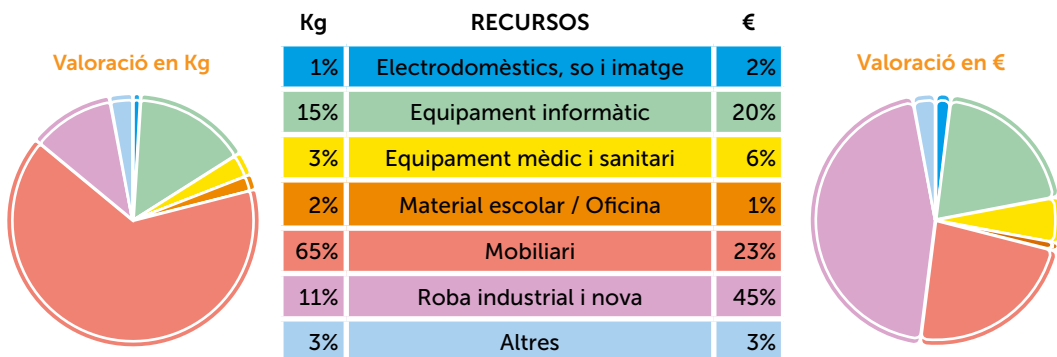 Kg RECURSOS €
Valoració en Kg
1% Electrodomèstics, so i imatge 2%
15% Equipament informàtic 20%
3% Equipament mèdic i sanitari 6%
2% Material escolar / Oficina 1%
65% Mobiliari 23%
11% Roba industrial i nova 45%
3% Altres 3%
Valoració en €